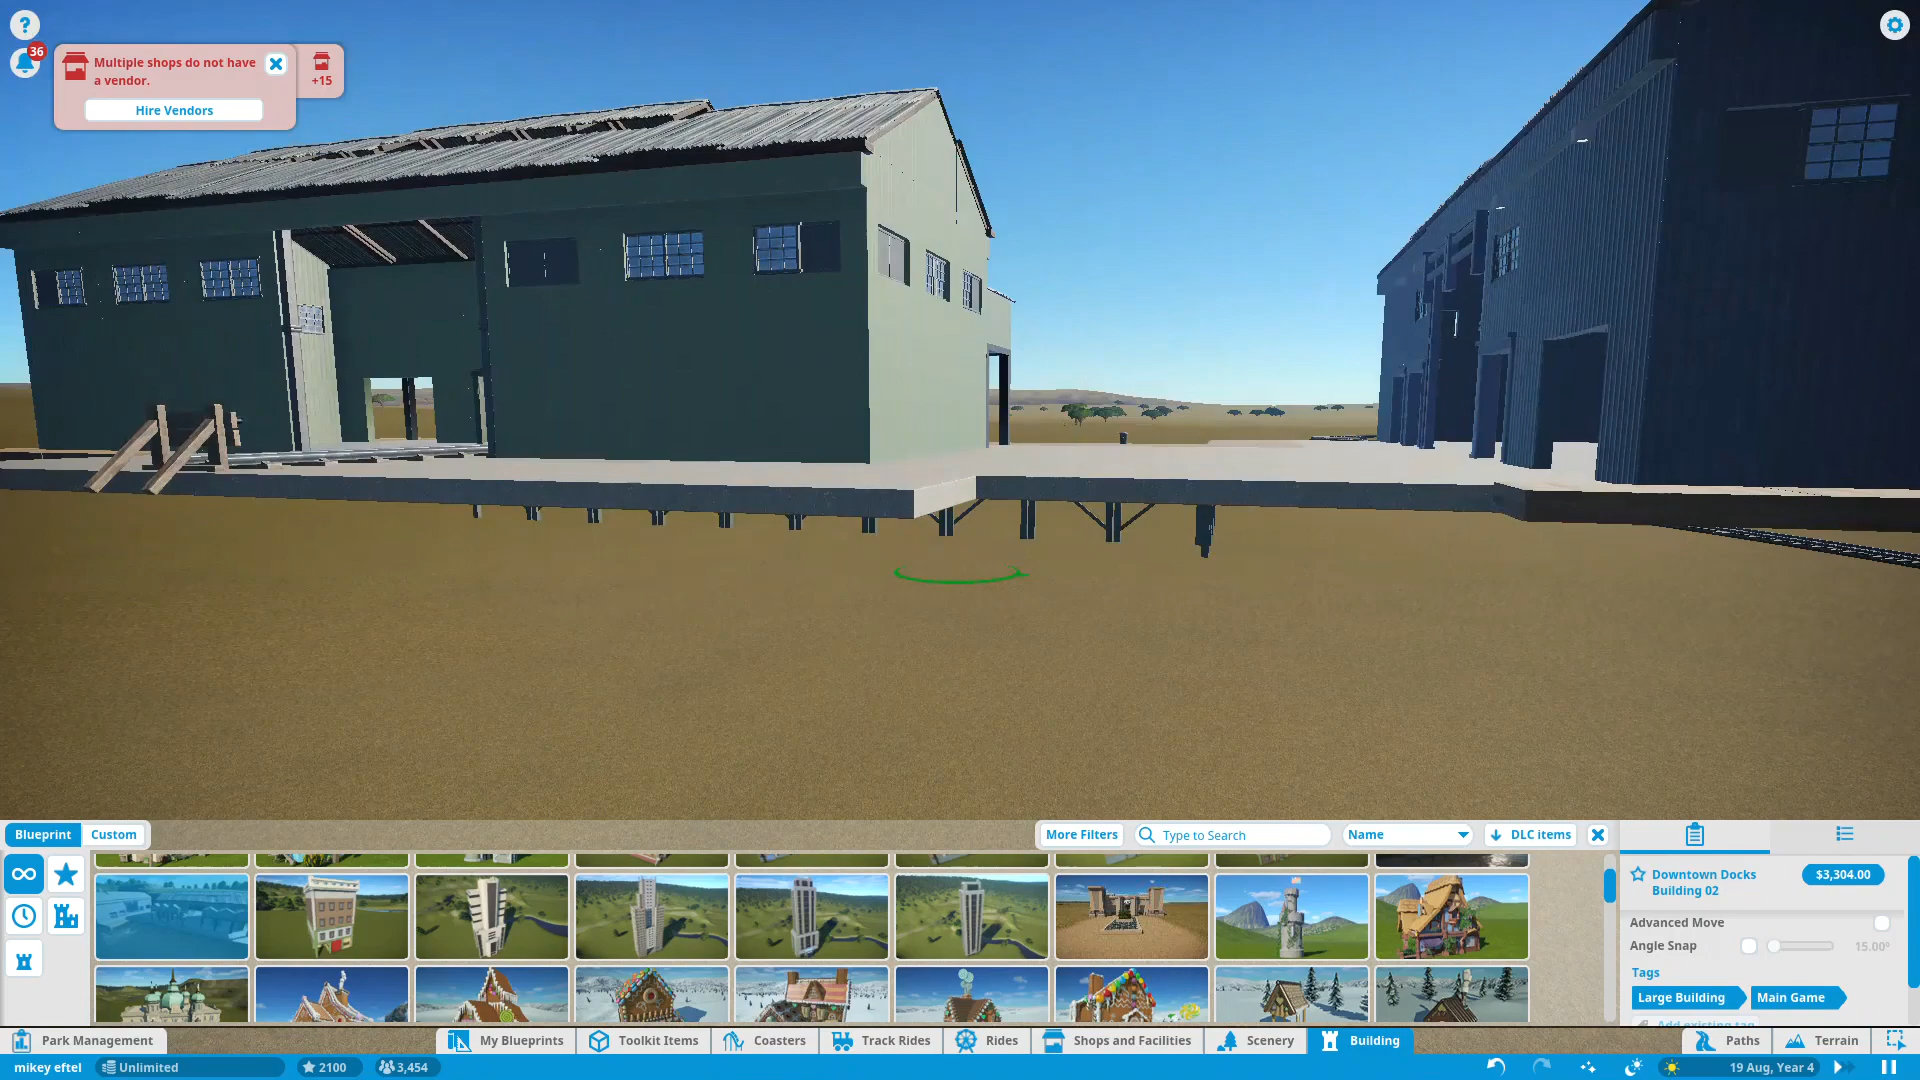 ?
36
Multiple shops do not have
a vendor.
+15
Hire Vendors
Blueprint
Custom
More Filters
Type to Search
Name
DLC items
Downtown Docks
Building 02
$3,304.00
Advanced Move
Angle Snap
15.00°
Tags
Large Building
Main Game
Add existing tag
Park Management
My Blueprints
Toolkit Items
Coasters
Track Rides
Rides
Shops and Facilities
Scenery
Building
Paths
Terrain
mikey eftel
Unlimited
2100
3,454
19 Aug, Year 4